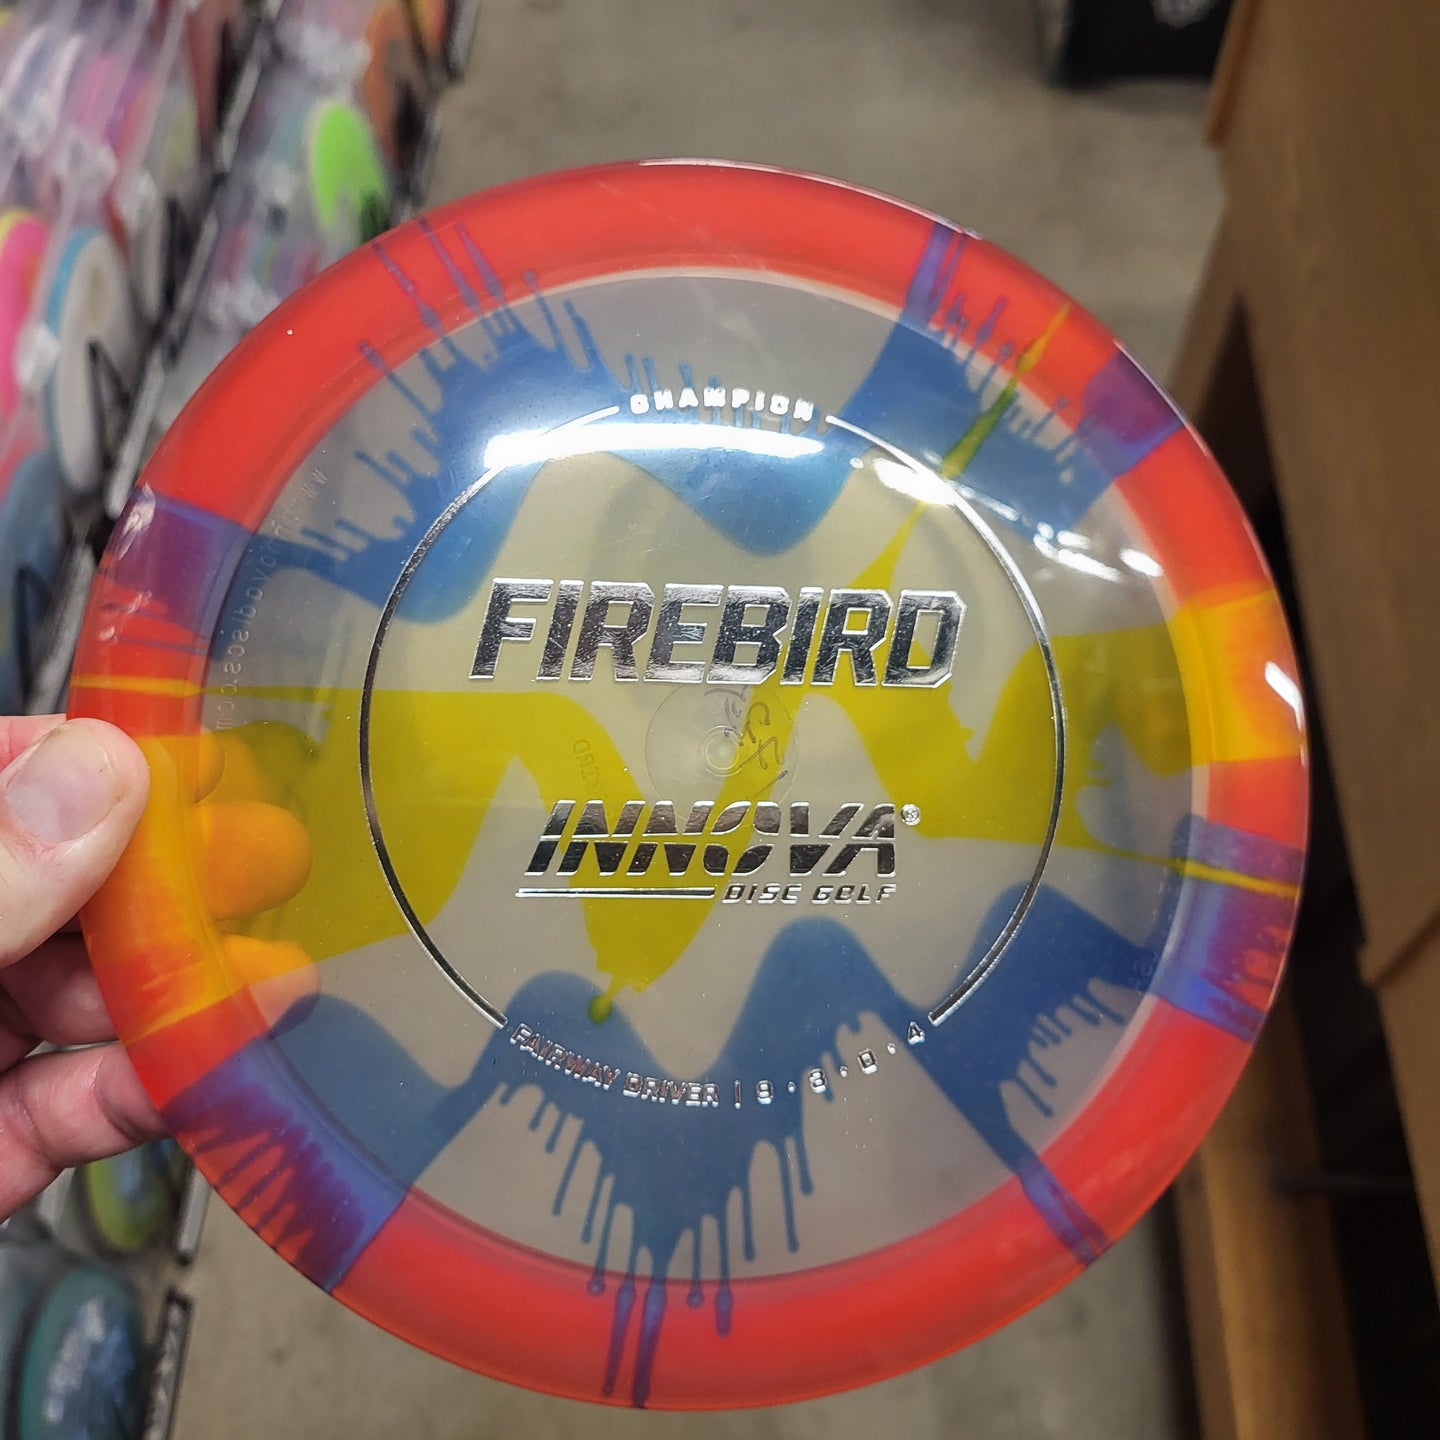 CHAMPION
FIREBIRD
INNOVA®
DISC GOLF
FAIRWAY DRIVER | 9 • 3 • 0 • 4